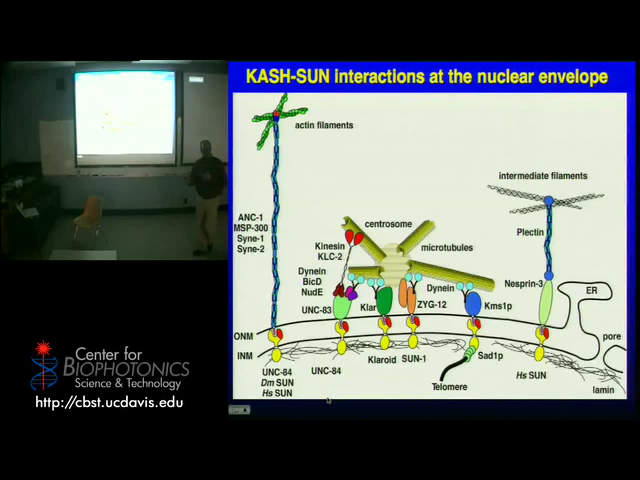 KASH-SUN interactions at the nuclear envelope
actin filaments
intermediate filaments
ANC-1
MSP-300
Syne-1
Syne-2
centrosome
Kinesin
KLC-2
microtubules
Plectin
Dynein
BicD
NudE
Dynein
Nesprin-3
ER
UNC-83
Klar
ZYG-12
Kms1p
ONM
pore
INM
UNC-84
Dm SUN
Hs SUN
UNC-84
Klaroid
SUN-1
Sad1p
Telomere
Hs SUN
lamin
Center for
BIOPHOTONICS
Science & Technology
http://cbst.ucdavis.edu